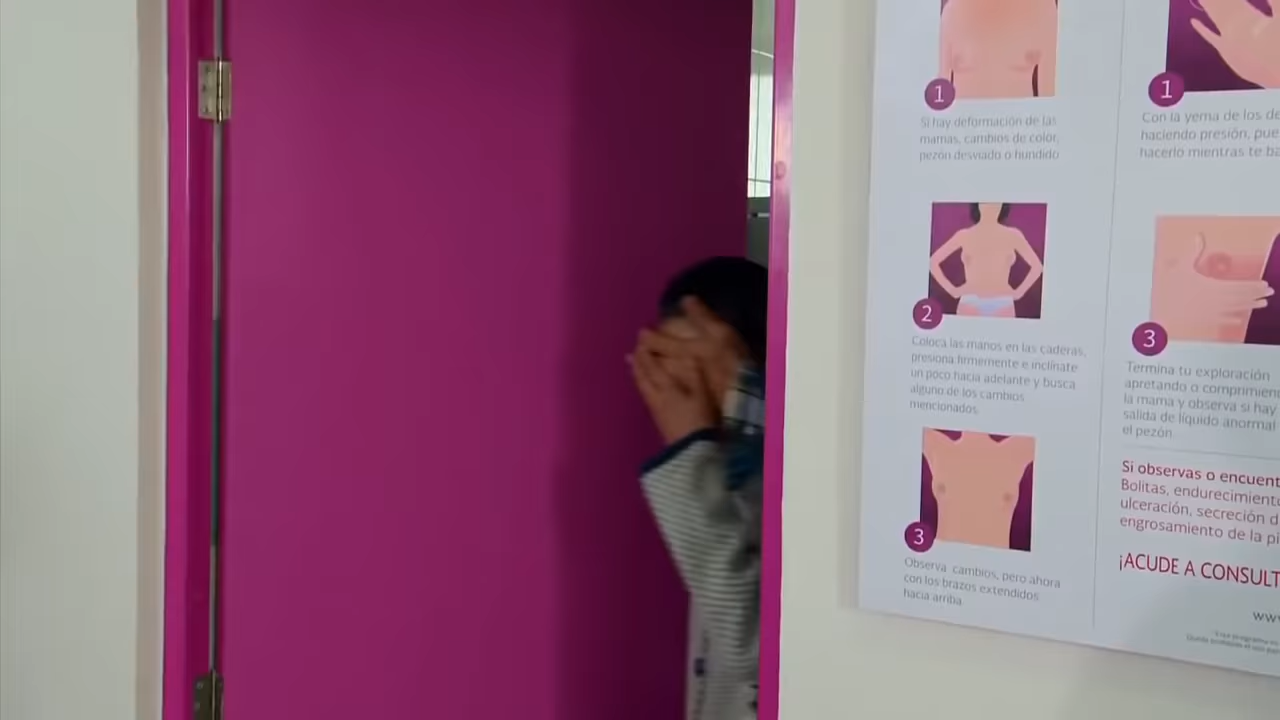 1
Si hay deformación de las
mamas, cambios de color,
pezón desviado o hundido
2
Coloca las manos en las caderas,
presiona firmemente e inclínate
un poco hacia adelante y busca
alguno de los cambios
mencionados.
3
Observa cambios, pero ahora
con los brazos extendidos
hacia arriba.
1
Con la yema de los de
haciendo presión, pue
hacerlo mientras te ba
3
Termina tu exploración
apretando o comprimien
la mama y observa si hay
salida de líquido anormal
el pezón
Si observas o encuent
Bolitas, endurecimiento
ulceración, secreción d
engrosamiento de la pi
¡ACUDE A CONSULT
ww